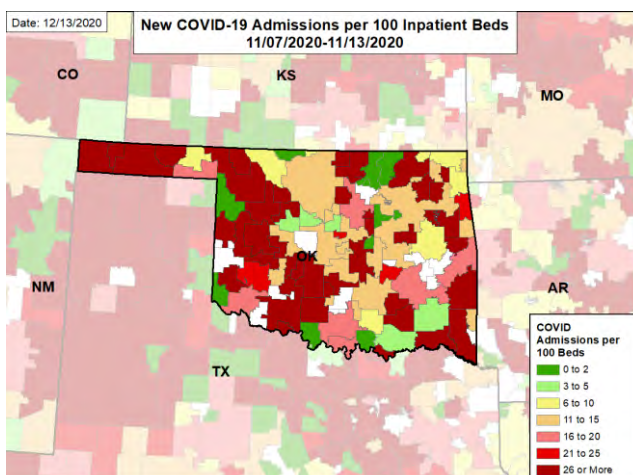 Date: 12/13/2020
New COVID-19 Admissions per 100 Inpatient Beds
11/07/2020-11/13/2020
CO
KS
MO
OK
NM
AR
TX
COVID
Admissions per
100 Beds
0 to 2
3 to 5
6 to 10
11 to 15
16 to 20
21 to 25
26 or More